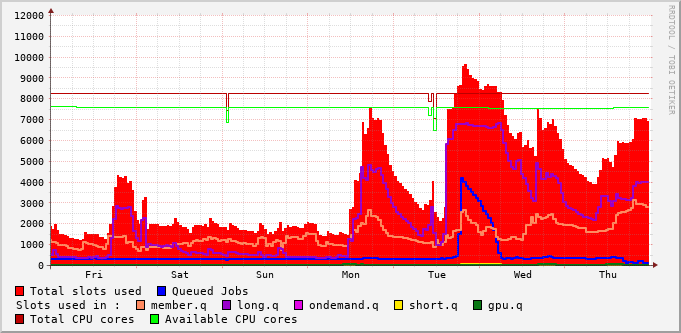 12000
11000
10000
9000
8000
7000
6000
5000
4000
3000
2000
1000
0
Fri Sat Sun Mon Tue Wed Thu
Total slots used Queued Jobs
Slots used in : member.q long.q ondemand.q short.q gpu.q
Total CPU cores Available CPU cores
RRDTOOL / TOBI OETIKER